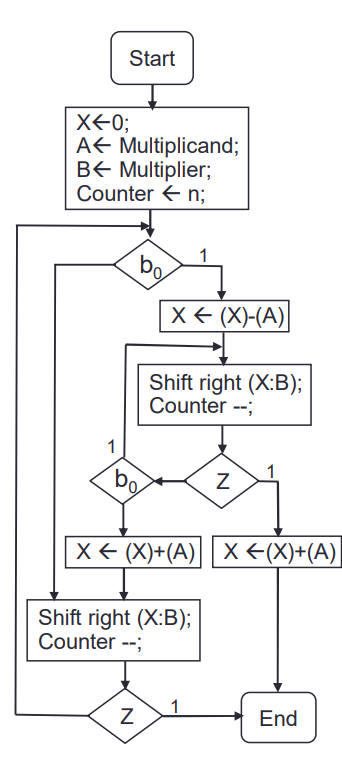 Start
X←0;
A← Multiplicand;
B← Multiplier;
Counter ← n;
b₀
1
X ← (X)-(A)
Shift right (X:B);
Counter --;
1
b₀
Z
1
X ← (X)+(A)
X ←(X)+(A)
Shift right (X:B);
Counter --;
Z
1
End